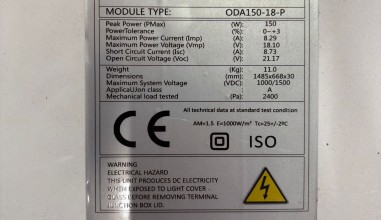 MODULE TYPE: ODA150-18-P
Peak Power (PMax) (W): 150
PowerTolerance (%): 0~+3
Maximum Power Current (Imp) (A): 8.29
Maximum Power Voltage (Vmp) (V): 18.10
Short Circuit Current (Isc) (A): 8.73
Open Circuit Voltage (Voc) (V): 21.17
Weight (Kg): 11.0
Dimensions (mm): 1485x668x30
Maximum System Voltage (VDC): 1000/1500
ApplicaUJon class A
Mechanical load tested (Pa): 2400
All technical data at standard test condition
AM=1.5 E=1000W/m² Tc=25+/-2ºC
CE ISO
WARNING
ELECTRICAL HAZARD
THIS UNIT PRODUCES DC ELECTRICITY
WHEN EXPOSED TO LIGHT COVER
GLASS BEFORE REMOVING TERMINAL
JUNCTION BOX LID.